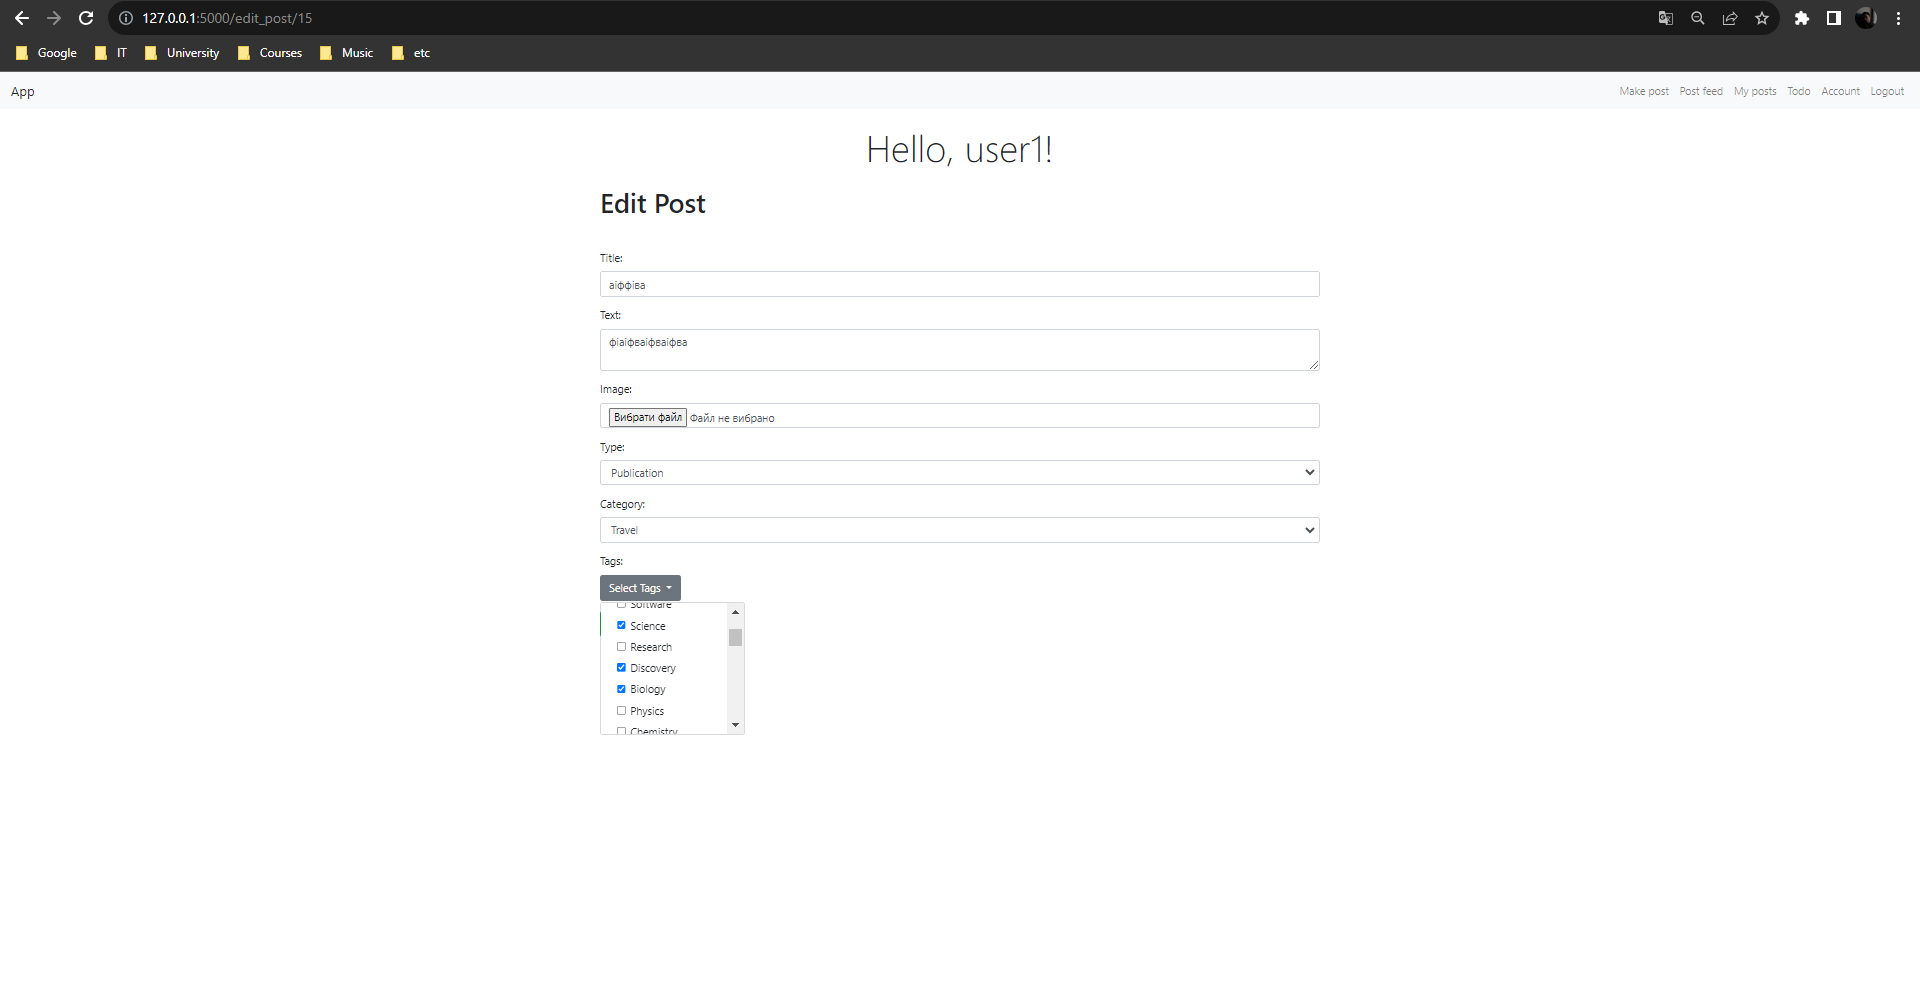 127.0.0.1:5000/edit_post/15
Google IT University Courses Music etc
App Make post Post feed My posts Todo Account Logout
Hello, user1!
Edit Post
Title:
аіффіва
Text:
фіаіфваіфваіфва
Image:
Вибрати файл Файл не вибрано
Type:
Publication
Category:
Travel
Tags:
Select Tags
Software
Science
Research
Discovery
Biology
Physics
Chemistry